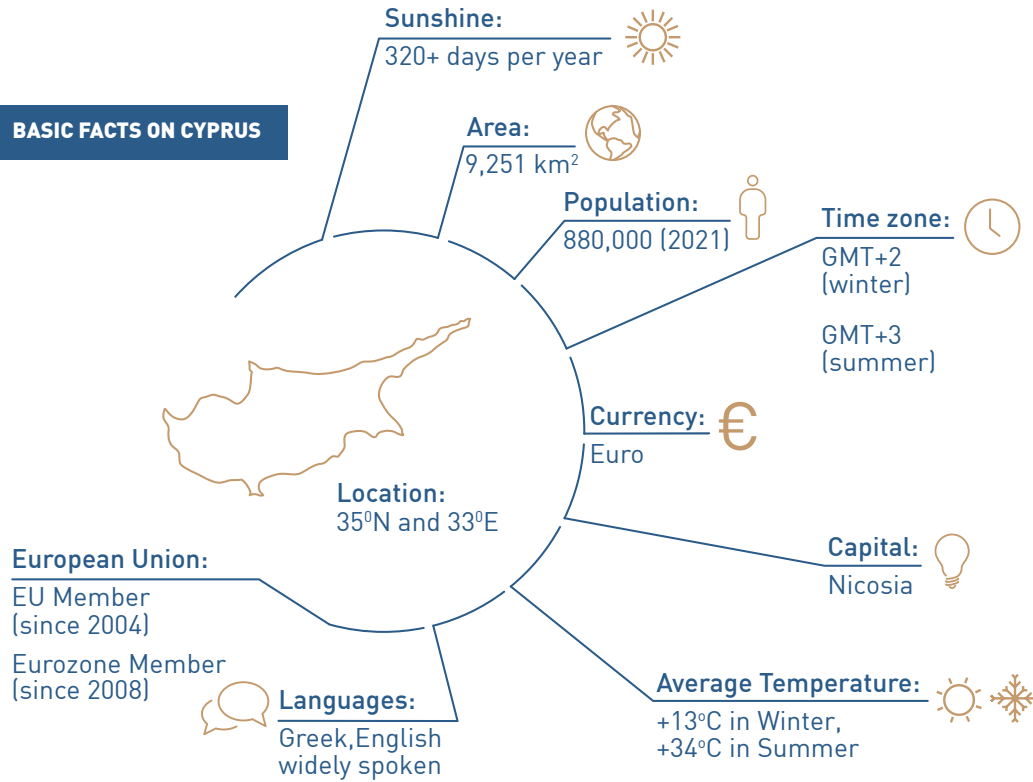 Sunshine:
320+ days per year
BASIC FACTS ON CYPRUS
Area:
9,251 km²
Population:
880,000 (2021)
Time zone:
GMT+2
(winter)
GMT+3
(summer)
Currency:
€
Euro
Location:
35⁰N and 33⁰E
Capital:
Nicosia
European Union:
EU Member
(since 2004)
Eurozone Member
(since 2008)
Languages:
Greek,English
widely spoken
Average Temperature:
+13ºC in Winter,
+34ºC in Summer